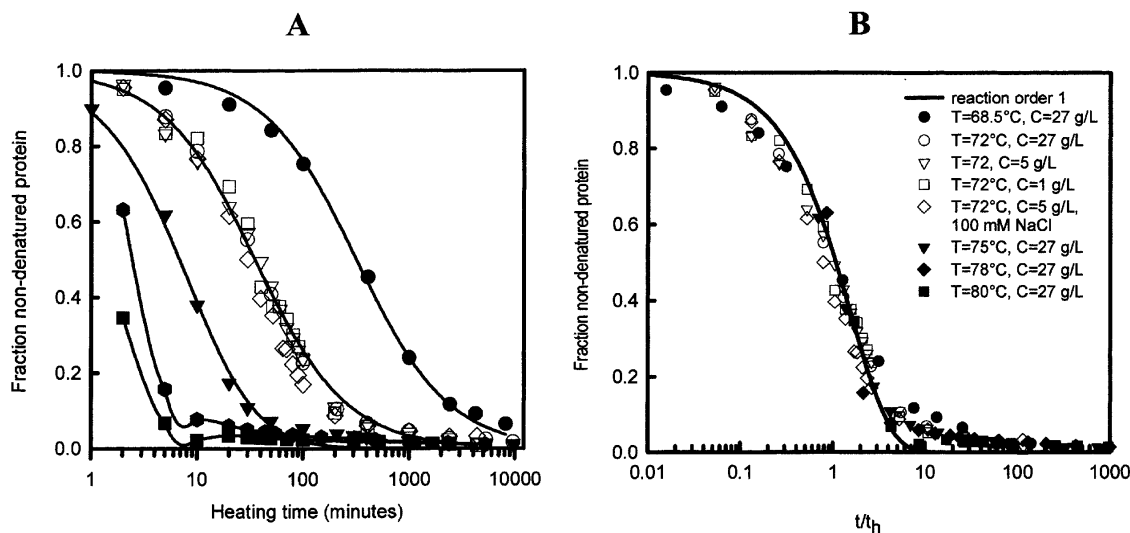 A
B
1.0
0.8
0.6
0.4
0.2
0.0
Fraction non-denatured protein
1
10
100
1000
10000
Heating time (minutes)
1.0
0.8
0.6
0.4
0.2
0.0
Fraction non-denatured protein
reaction order 1
T=68.5°C, C=27 g/L
T=72°C, C=27 g/L
T=72, C=5 g/L
T=72°C, C=1 g/L
T=72°C, C=5 g/L,
100 mM NaCl
T=75°C, C=27 g/L
T=78°C, C=27 g/L
T=80°C, C=27 g/L
0.01
0.1
1
10
100
1000
t/th